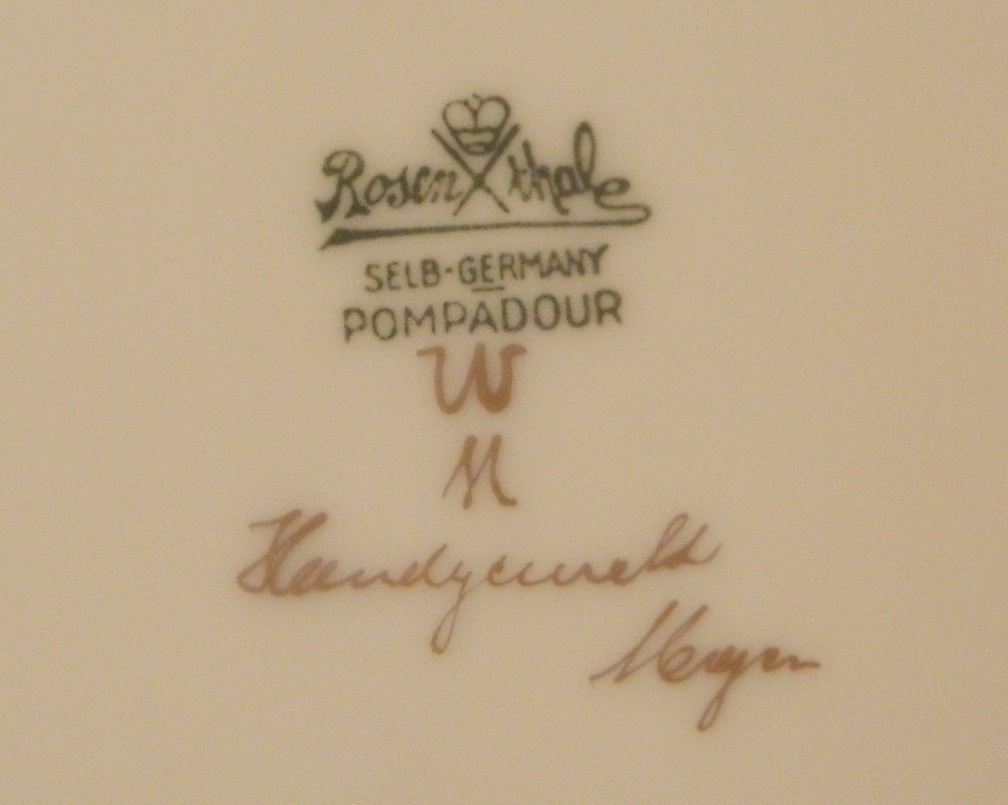 Rosenthal
SELB-GERMANY
POMPADOUR
W
M
Handgemalt
Meyer